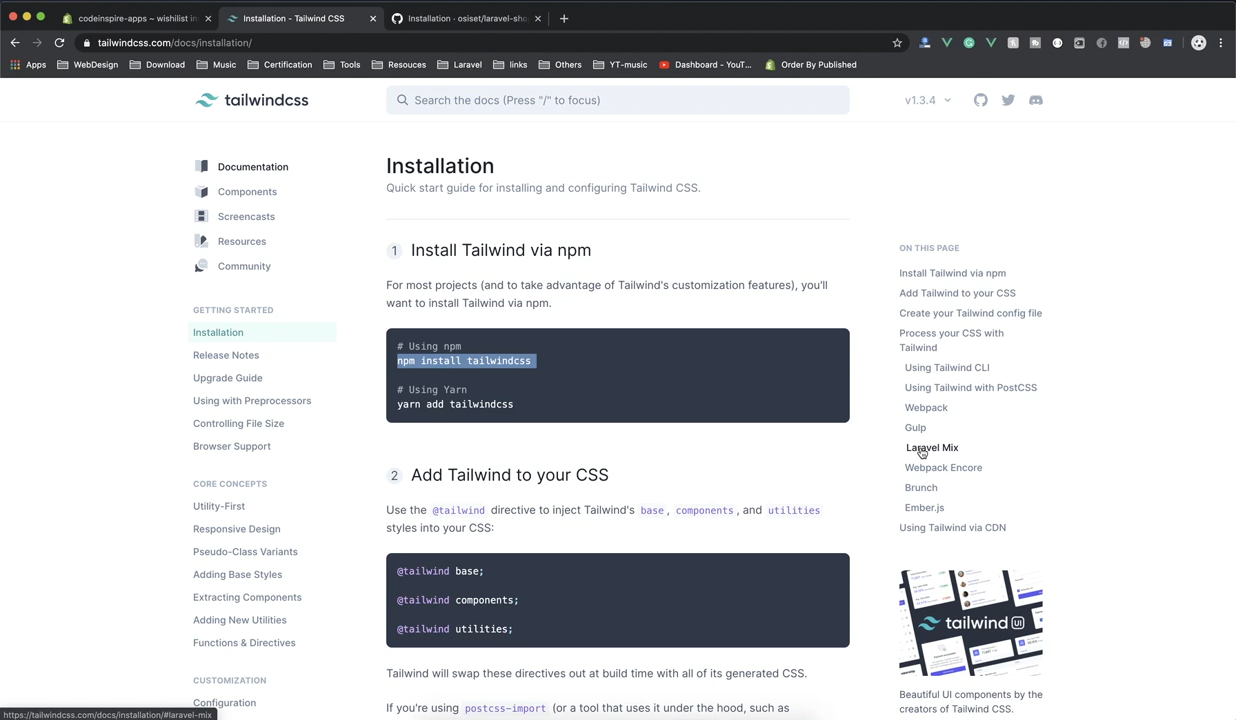 codeinspire-apps ~ wishlist in
Installation - Tailwind CSS
Installation · osiset/laravel-sho
tailwindcss.com/docs/installation/
Apps
WebDesign
Download
Music
Certification
Tools
Resouces
Laravel
links
Others
YT-music
Dashboard - YouT...
Order By Published
tailwindcss
Search the docs (Press "/" to focus)
v1.3.4
Documentation
Components
Screencasts
Resources
Community
GETTING STARTED
Installation
Release Notes
Upgrade Guide
Using with Preprocessors
Controlling File Size
Browser Support
CORE CONCEPTS
Utility-First
Responsive Design
Pseudo-Class Variants
Adding Base Styles
Extracting Components
Adding New Utilities
Functions & Directives
CUSTOMIZATION
Configuration
Installation
Quick start guide for installing and configuring Tailwind CSS.
1 Install Tailwind via npm
For most projects (and to take advantage of Tailwind's customization features), you'll
want to install Tailwind via npm.
# Using npm
npm install tailwindcss
# Using Yarn
yarn add tailwindcss
2 Add Tailwind to your CSS
Use the @tailwind directive to inject Tailwind's base, components, and utilities
styles into your CSS:
@tailwind base;
@tailwind components;
@tailwind utilities;
Tailwind will swap these directives out at build time with all of its generated CSS.
If you're using postcss-import (or a tool that uses it under the hood, such as
ON THIS PAGE
Install Tailwind via npm
Add Tailwind to your CSS
Create your Tailwind config file
Process your CSS with
Tailwind
Using Tailwind CLI
Using Tailwind with PostCSS
Webpack
Gulp
Laravel Mix
Webpack Encore
Brunch
Ember.js
Using Tailwind via CDN
tailwind UI
Beautiful UI components by the
creators of Tailwind CSS.
https://tailwindcss.com/docs/installation/#laravel-mix